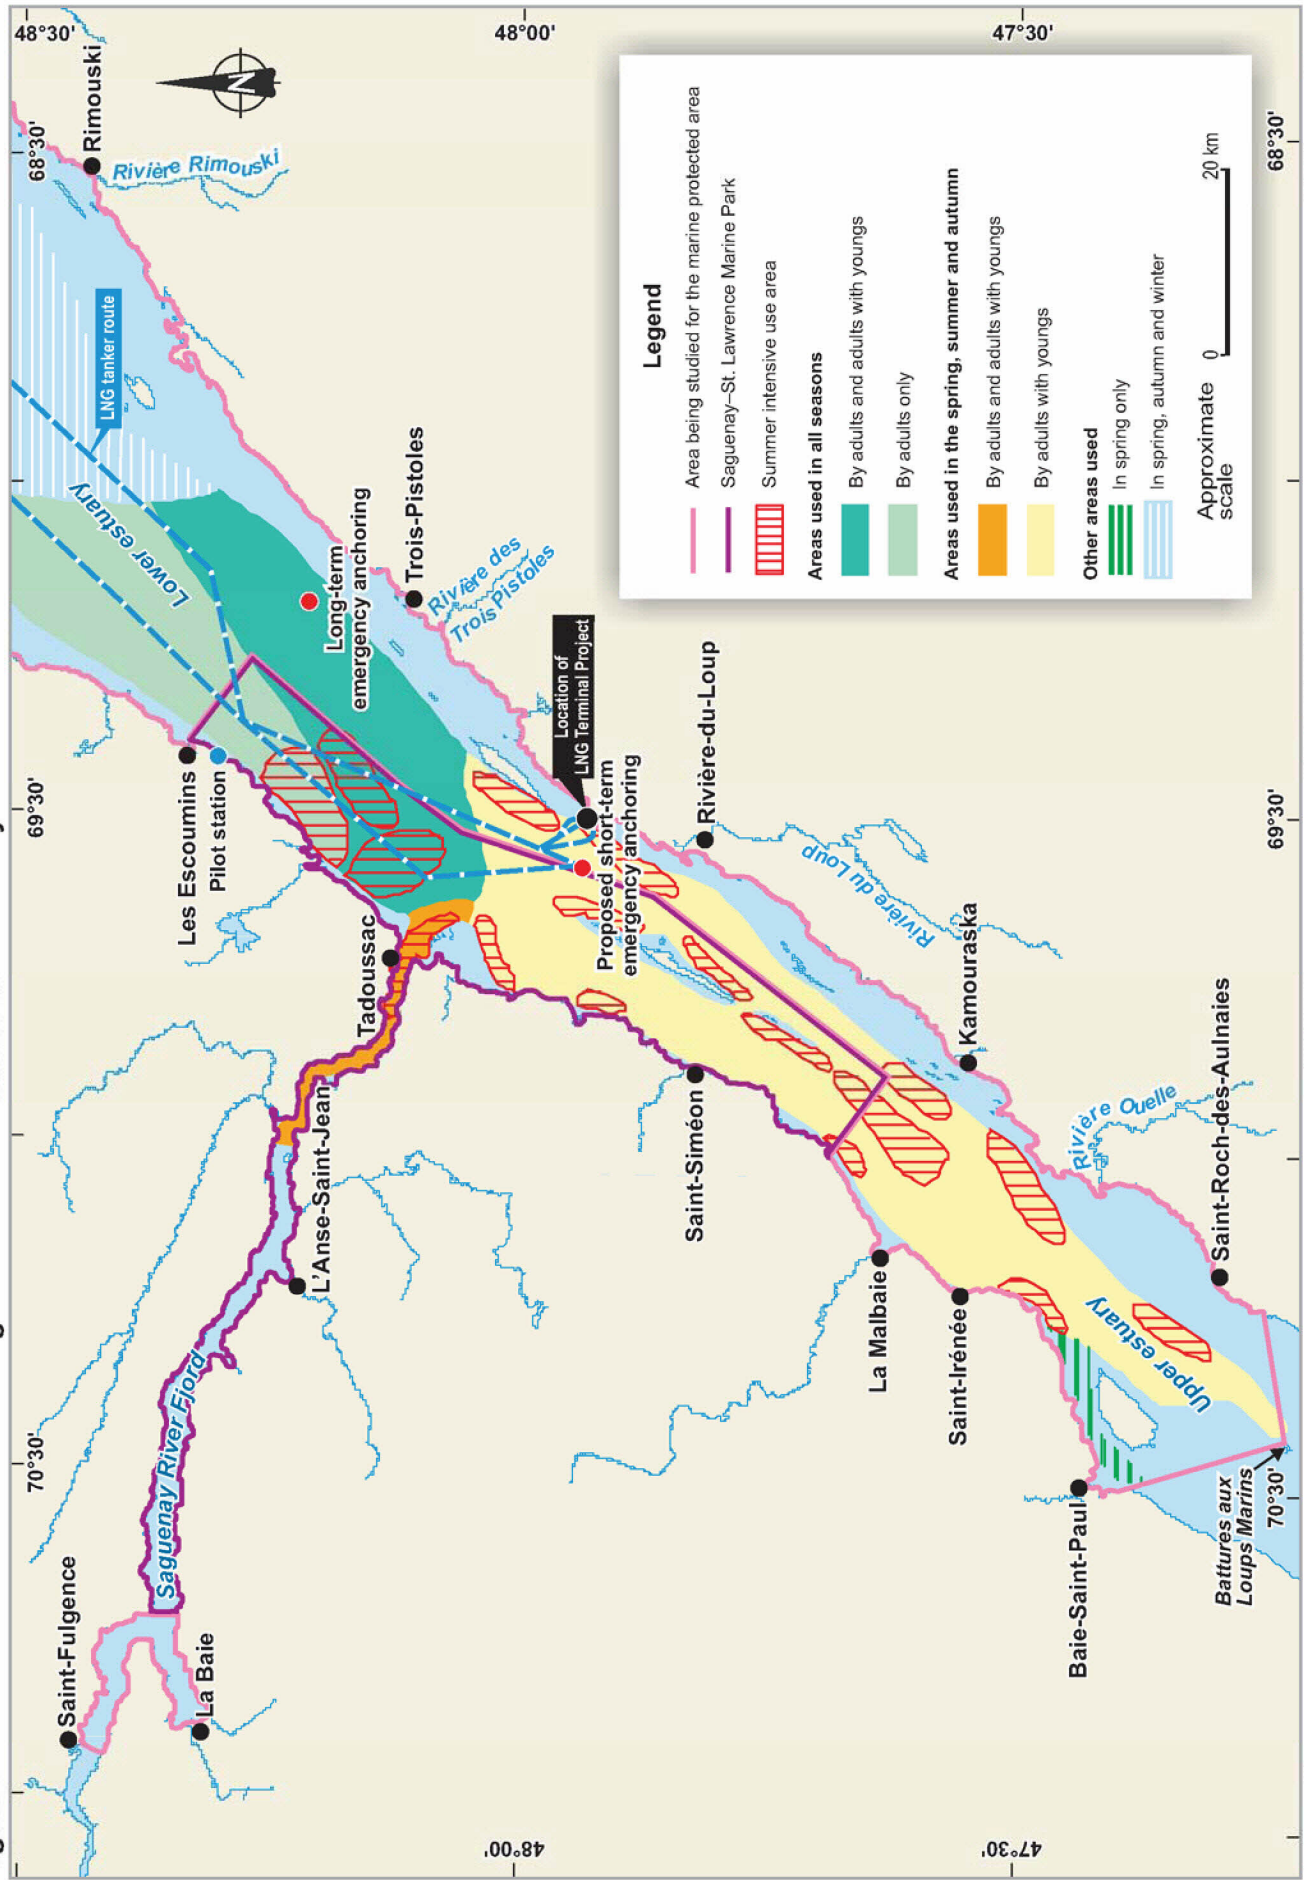 48°30'
48°00'
47°30'
68°30'
Rimouski
Rivière Rimouski
N
LNG tanker route
Lower estuary
Long-term
emergency anchoring
Trois-Pistoles
Rivière des
Trois Pistoles
Location of
LNG Terminal Project
Les Escoumins
Pilot station
69°30'
Tadoussac
Proposed short-term
emergency anchoring
Rivière-du-Loup
Rivière du Loup
Kamouraska
Rivière Ouelle
Saint-Roch-des-Aulnaies
L'Anse-Saint-Jean
Saint-Siméon
La Malbaie
Saint-Irénée
Upper estuary
Baie-Saint-Paul
Battures aux
Loups Marins
Saguenay River Fjord
Saint-Fulgence
La Baie
70°30'
70°30'
69°30'
68°30'
48°00'
47°30'
Legend
Area being studied for the marine protected area
Saguenay–St. Lawrence Marine Park
Summer intensive use area
Areas used in all seasons
By adults and adults with youngs
By adults only
Areas used in the spring, summer and autumn
By adults and adults with youngs
By adults with youngs
Other areas used
In spring only
In spring, autumn and winter
Approximate
scale
0
20 km